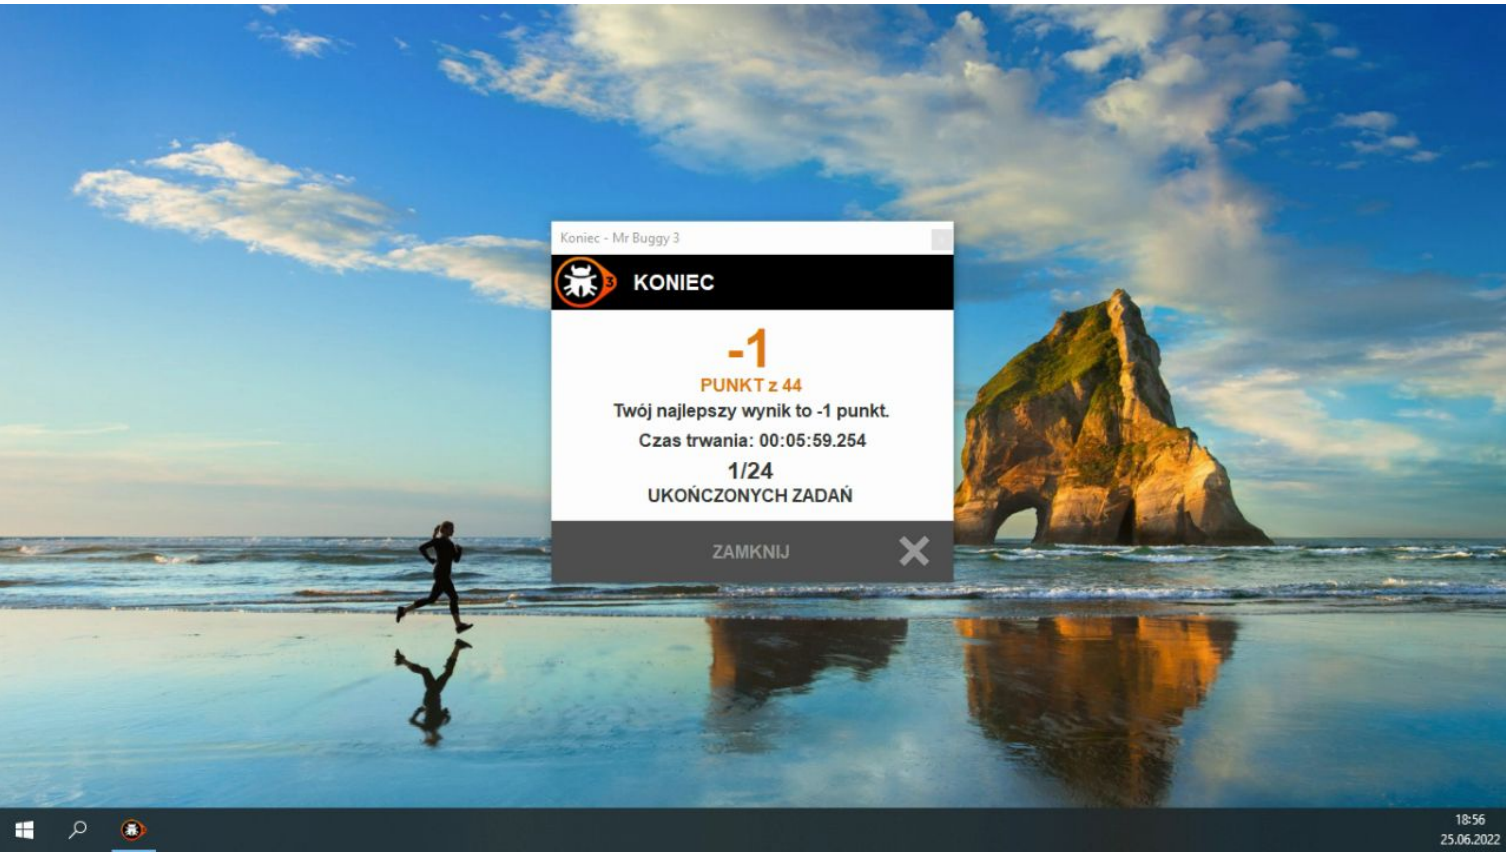 Koniec - Mr Buggy 3
3
KONIEC
-1
PUNKT z 44
Twój najlepszy wynik to -1 punkt.
Czas trwania: 00:05:59.254
1/24
UKOŃCZONYCH ZADAŃ
ZAMKNIJ
18:56
25.06.2022